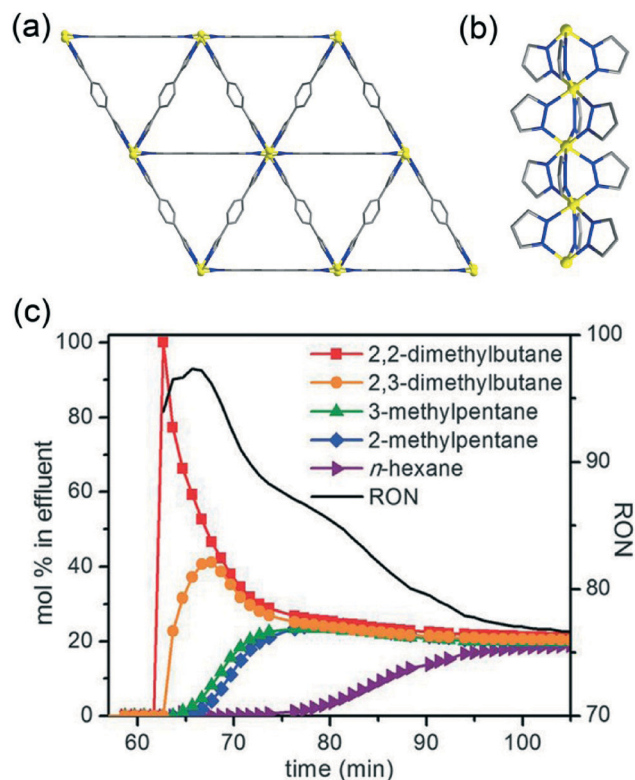 (a)
(b)
(c)
100
80
60
40
20
0
mol % in effluent
60
70
80
90
100
time (min)
100
90
80
70
RON
2,2-dimethylbutane
2,3-dimethylbutane
3-methylpentane
2-methylpentane
n-hexane
RON